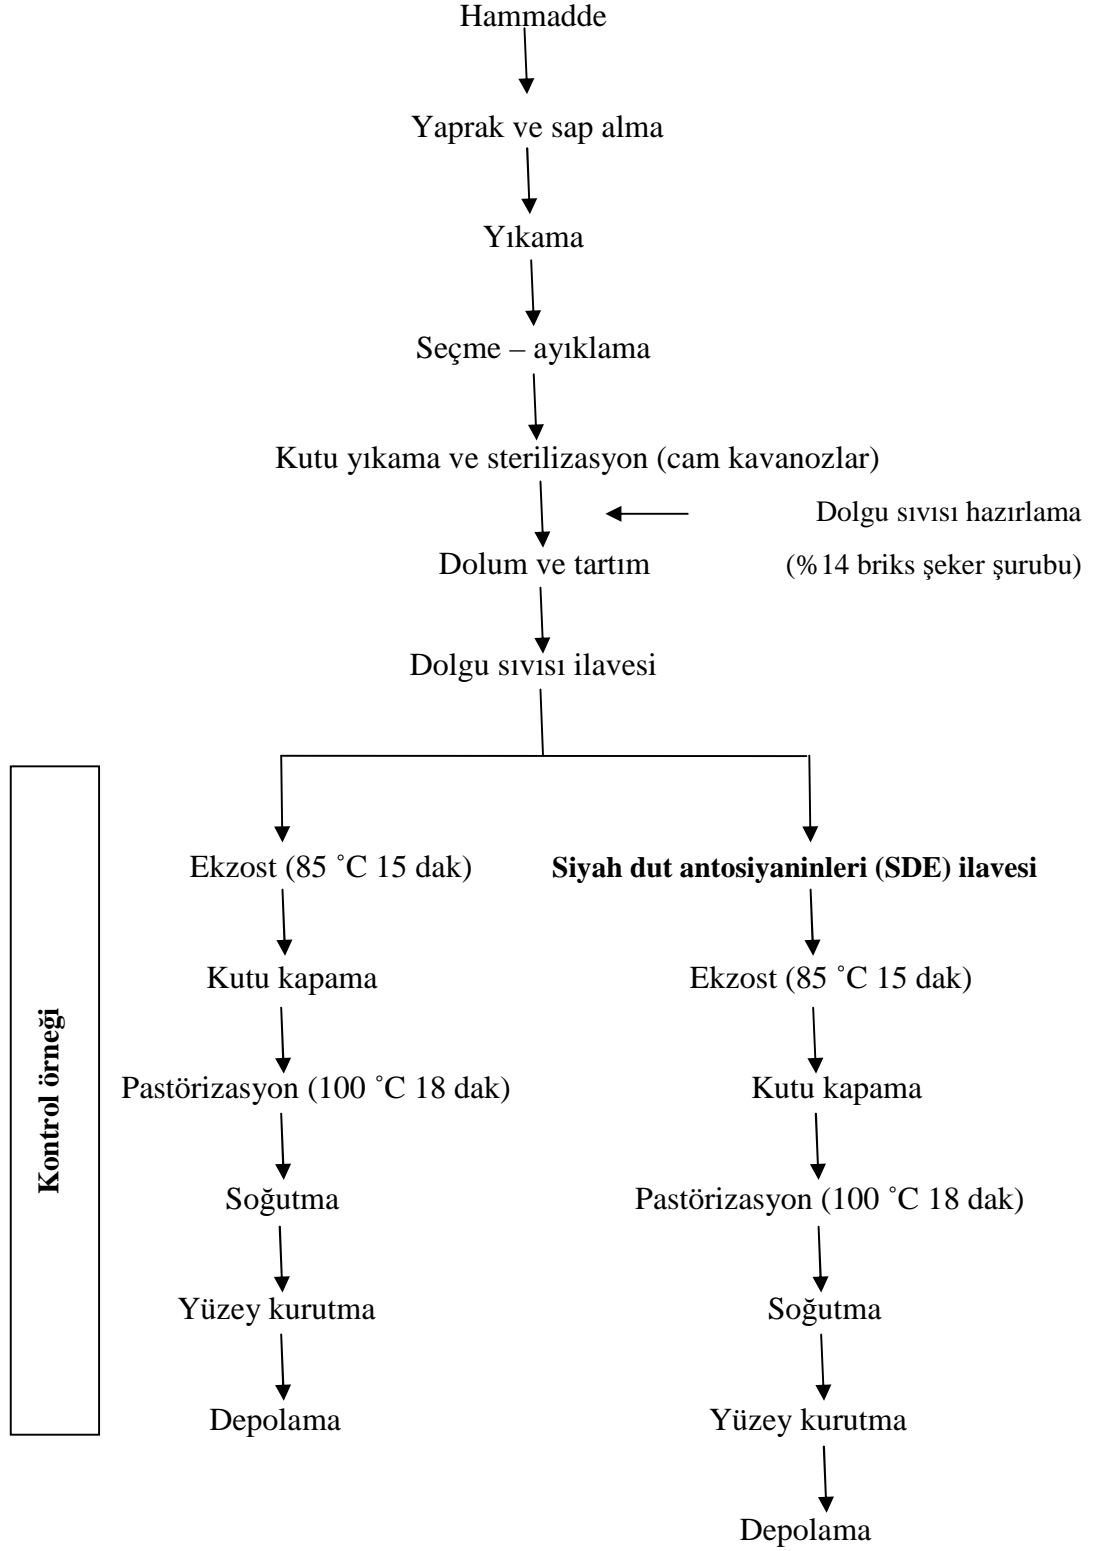 Hammadde
Yaprak ve sap alma
Yıkama
Seçme – ayıklama
Kutu yıkama ve sterilizasyon (cam kavanozlar)
Dolgu sıvısı hazırlama
(%14 briks şeker şurubu)
Dolum ve tartım
Dolgu sıvısı ilavesi
Kontrol örneği
Ekzost (85 ˚C 15 dak)
Kutu kapama
Pastörizasyon (100 ˚C 18 dak)
Soğutma
Yüzey kurutma
Depolama
Siyah dut antosiyaninleri (SDE) ilavesi
Ekzost (85 ˚C 15 dak)
Kutu kapama
Pastörizasyon (100 ˚C 18 dak)
Soğutma
Yüzey kurutma
Depolama